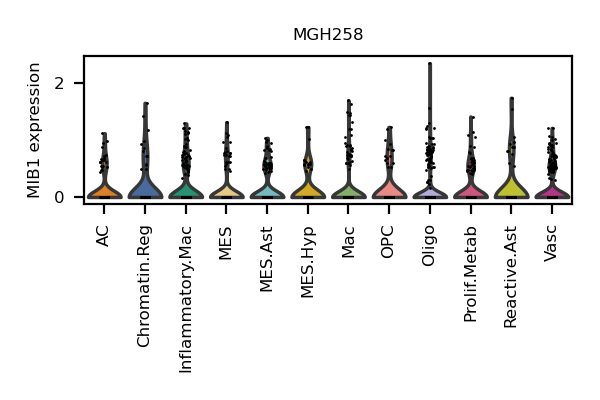 MGH258
MIB1 expression
2
0
AC
Chromatin.Reg
Inflammatory.Mac
MES
MES.Ast
MES.Hyp
Mac
OPC
Oligo
Prolif.Metab
Reactive.Ast
Vasc